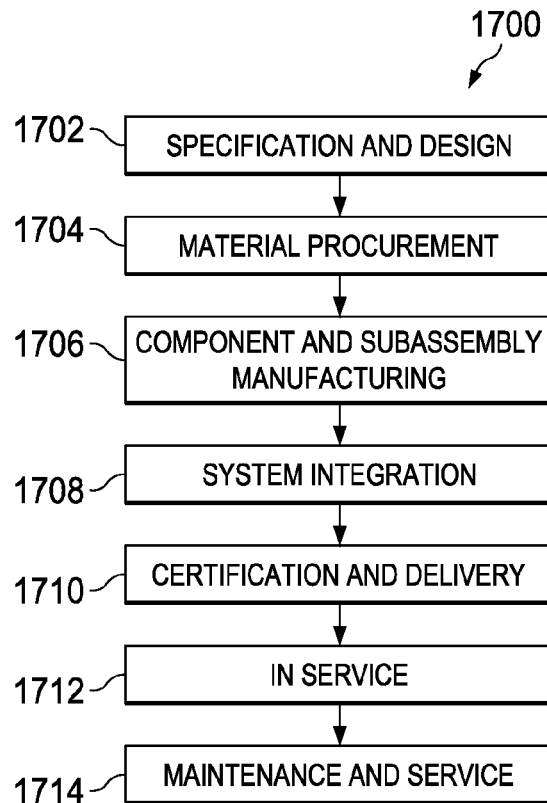 1700
1702
SPECIFICATION AND DESIGN
1704
MATERIAL PROCUREMENT
1706
COMPONENT AND SUBASSEMBLY
MANUFACTURING
1708
SYSTEM INTEGRATION
1710
CERTIFICATION AND DELIVERY
1712
IN SERVICE
1714
MAINTENANCE AND SERVICE